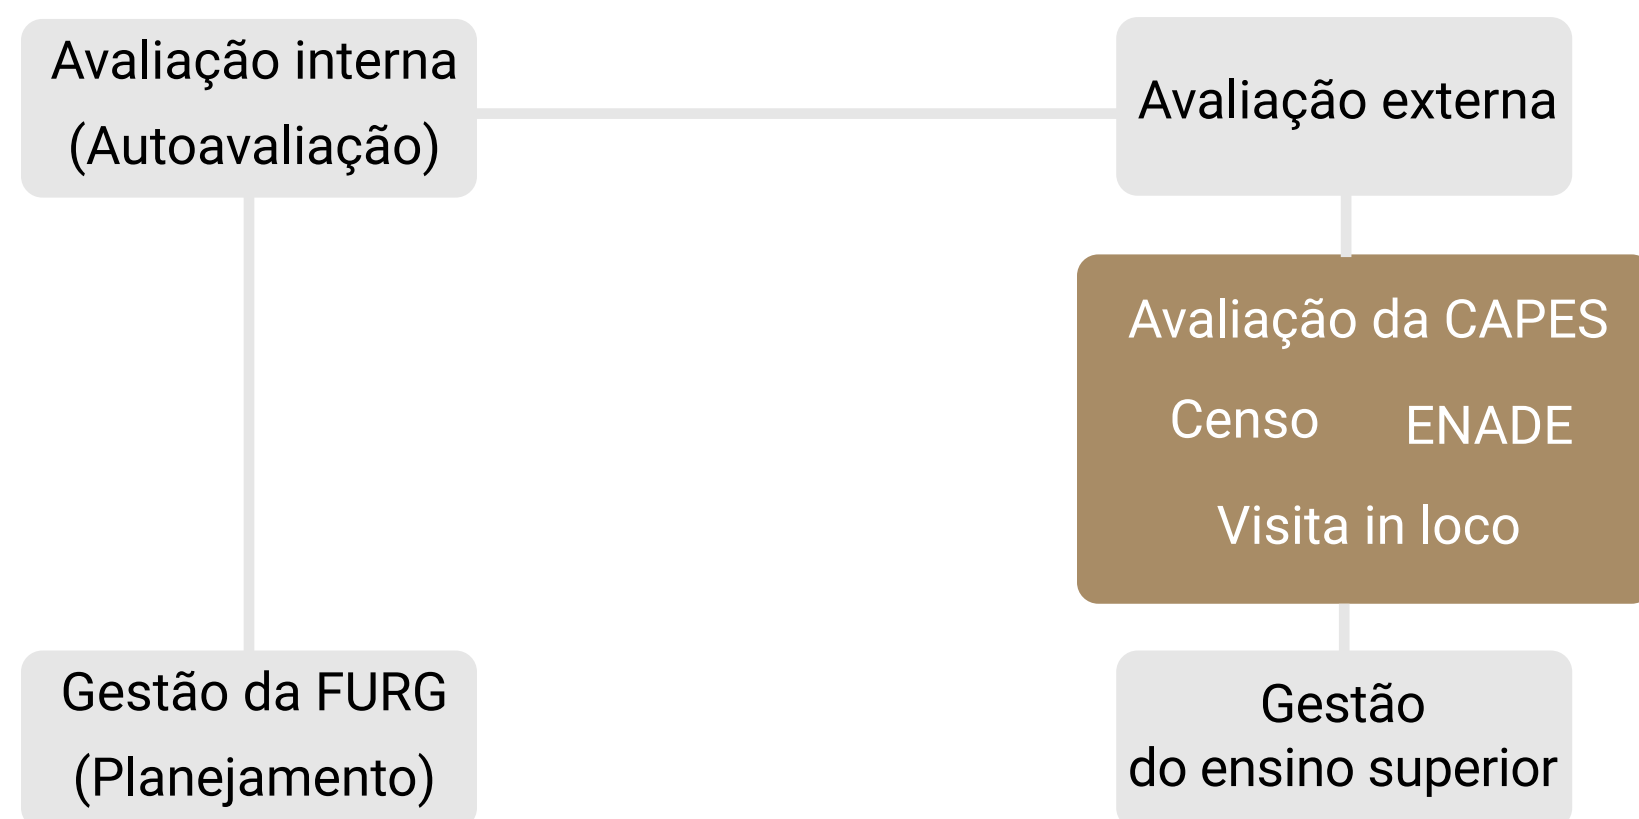 Avaliação interna
(Autoavaliação)
Avaliação externa
Avaliação da CAPES
Censo
ENADE
Visita in loco
Gestão da FURG
(Planejamento)
Gestão
do ensino superior